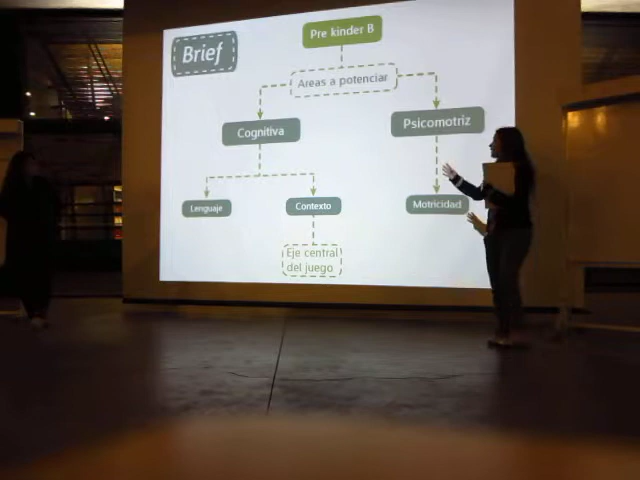 Brief
Pre kinder B
Areas a potenciar
Cognitiva
Psicomotriz
Lenguaje
Contexto
Motricidad
Eje central
del juego